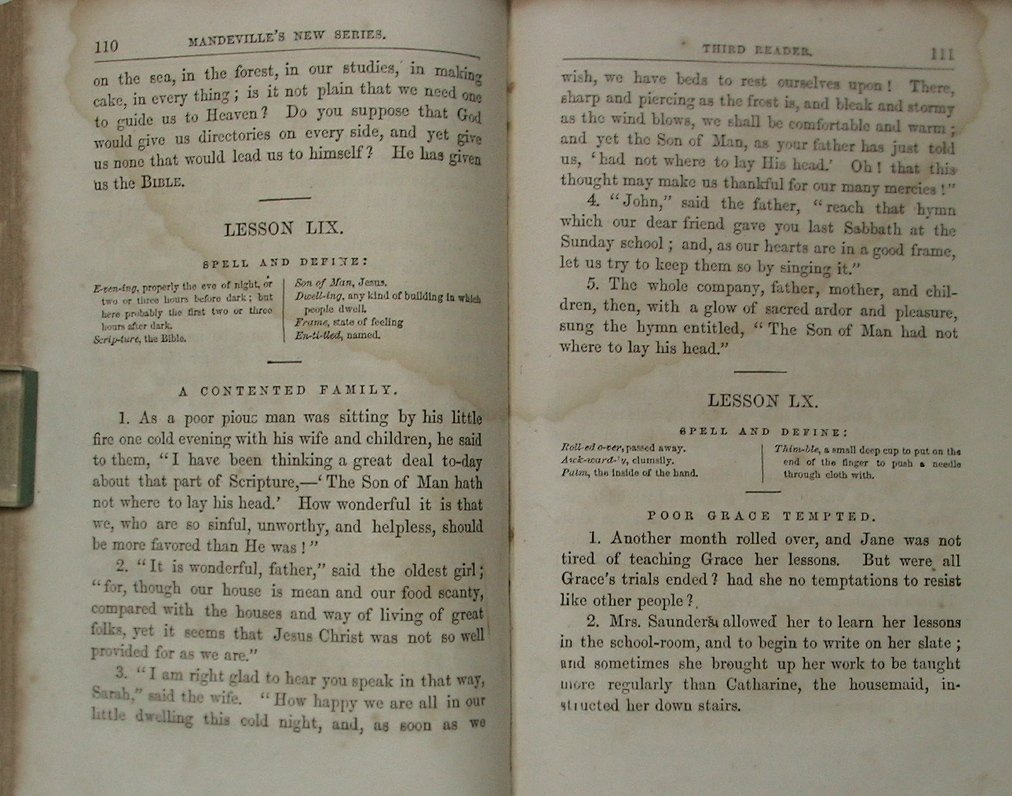 110
MANDEVILLE'S NEW SERIES.
on the sea, in the forest, in our studies, in making
cake, in every thing; is it not plain that we need one
to guide us to Heaven? Do you suppose that God
would give us directories on every side, and yet give
us none that would lead us to himself? He has given
us the BIBLE.
LESSON LIX.
SPELL AND DEFINE:
E-ven-ing, properly the eve of night, or
two or three hours before dark; but
here probably the first two or three
hours after dark.
Scrip-ture, the Bible.
Son of Man, Jesus.
Dwell-ing, any kind of building in which
people dwell.
Frame, state of feeling
En-ti-tled, named.
A CONTENTED FAMILY.
1. As a poor pious man was sitting by his little
fire one cold evening with his wife and children, he said
to them, "I have been thinking a great deal to-day
about that part of Scripture,—'The Son of Man hath
not where to lay his head.' How wonderful it is that
we, who are so sinful, unworthy, and helpless, should
be more favored than He was!"
2. "It is wonderful, father," said the oldest girl;
"for, though our house is mean and our food scanty,
compared with the houses and way of living of great
folks, yet it seems that Jesus Christ was not so well
provided for as we are."
3. "I am right glad to hear you speak in that way,
Sarah," said the wife. "How happy we are all in our
little dwelling this cold night, and, as soon as we
THIRD READER.
111
wish, we have beds to rest ourselves upon! There,
sharp and piercing as the frost is, and bleak and stormy
as the wind blows, we shall be comfortable and warm;
and yet the Son of Man, as your father has just told
us, 'had not where to lay His head.' Oh! that this
thought may make us thankful for our many mercies!"
4. "John," said the father, "reach that hymn
which our dear friend gave you last Sabbath at the
Sunday school; and, as our hearts are in a good frame,
let us try to keep them so by singing it."
5. The whole company, father, mother, and chil-
dren, then, with a glow of sacred ardor and pleasure,
sung the hymn entitled, "The Son of Man had not
where to lay his head."
LESSON LX.
SPELL AND DEFINE:
Roll-ed o-ver, passed away.
Awk-ward-ly, clumsily.
Palm, the inside of the hand.
Thim-ble, a small deep cup to put on the
end of the finger to push a needle
through cloth with.
POOR GRACE TEMPTED.
1. Another month rolled over, and Jane was not
tired of teaching Grace her lessons. But were all
Grace's trials ended? had she no temptations to resist
like other people?
2. Mrs. Saunders allowed her to learn her lessons
in the school-room, and to begin to write on her slate;
and sometimes she brought up her work to be taught
more regularly than Catharine, the housemaid, in-
structed her down stairs.